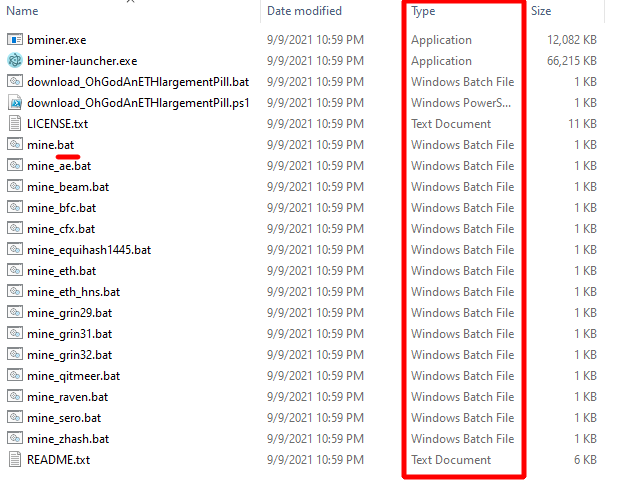 Name Date modified Type Size
bminer.exe 9/9/2021 10:59 PM Application 12,082 KB
bminer-launcher.exe 9/9/2021 10:59 PM Application 66,215 KB
download_OhGodAnETHlargementPill.bat 9/9/2021 10:59 PM Windows Batch File 1 KB
download_OhGodAnETHlargementPill.ps1 9/9/2021 10:59 PM Windows PowerS... 1 KB
LICENSE.txt 9/9/2021 10:59 PM Text Document 11 KB
mine.bat 9/9/2021 10:59 PM Windows Batch File 1 KB
mine_ae.bat 9/9/2021 10:59 PM Windows Batch File 1 KB
mine_beam.bat 9/9/2021 10:59 PM Windows Batch File 1 KB
mine_bfc.bat 9/9/2021 10:59 PM Windows Batch File 1 KB
mine_cfx.bat 9/9/2021 10:59 PM Windows Batch File 1 KB
mine_equihash1445.bat 9/9/2021 10:59 PM Windows Batch File 1 KB
mine_eth.bat 9/9/2021 10:59 PM Windows Batch File 1 KB
mine_eth_hns.bat 9/9/2021 10:59 PM Windows Batch File 1 KB
mine_grin29.bat 9/9/2021 10:59 PM Windows Batch File 1 KB
mine_grin31.bat 9/9/2021 10:59 PM Windows Batch File 1 KB
mine_grin32.bat 9/9/2021 10:59 PM Windows Batch File 1 KB
mine_qitmeer.bat 9/9/2021 10:59 PM Windows Batch File 1 KB
mine_raven.bat 9/9/2021 10:59 PM Windows Batch File 1 KB
mine_sero.bat 9/9/2021 10:59 PM Windows Batch File 1 KB
mine_zhash.bat 9/9/2021 10:59 PM Windows Batch File 1 KB
README.txt 9/9/2021 10:59 PM Text Document 6 KB